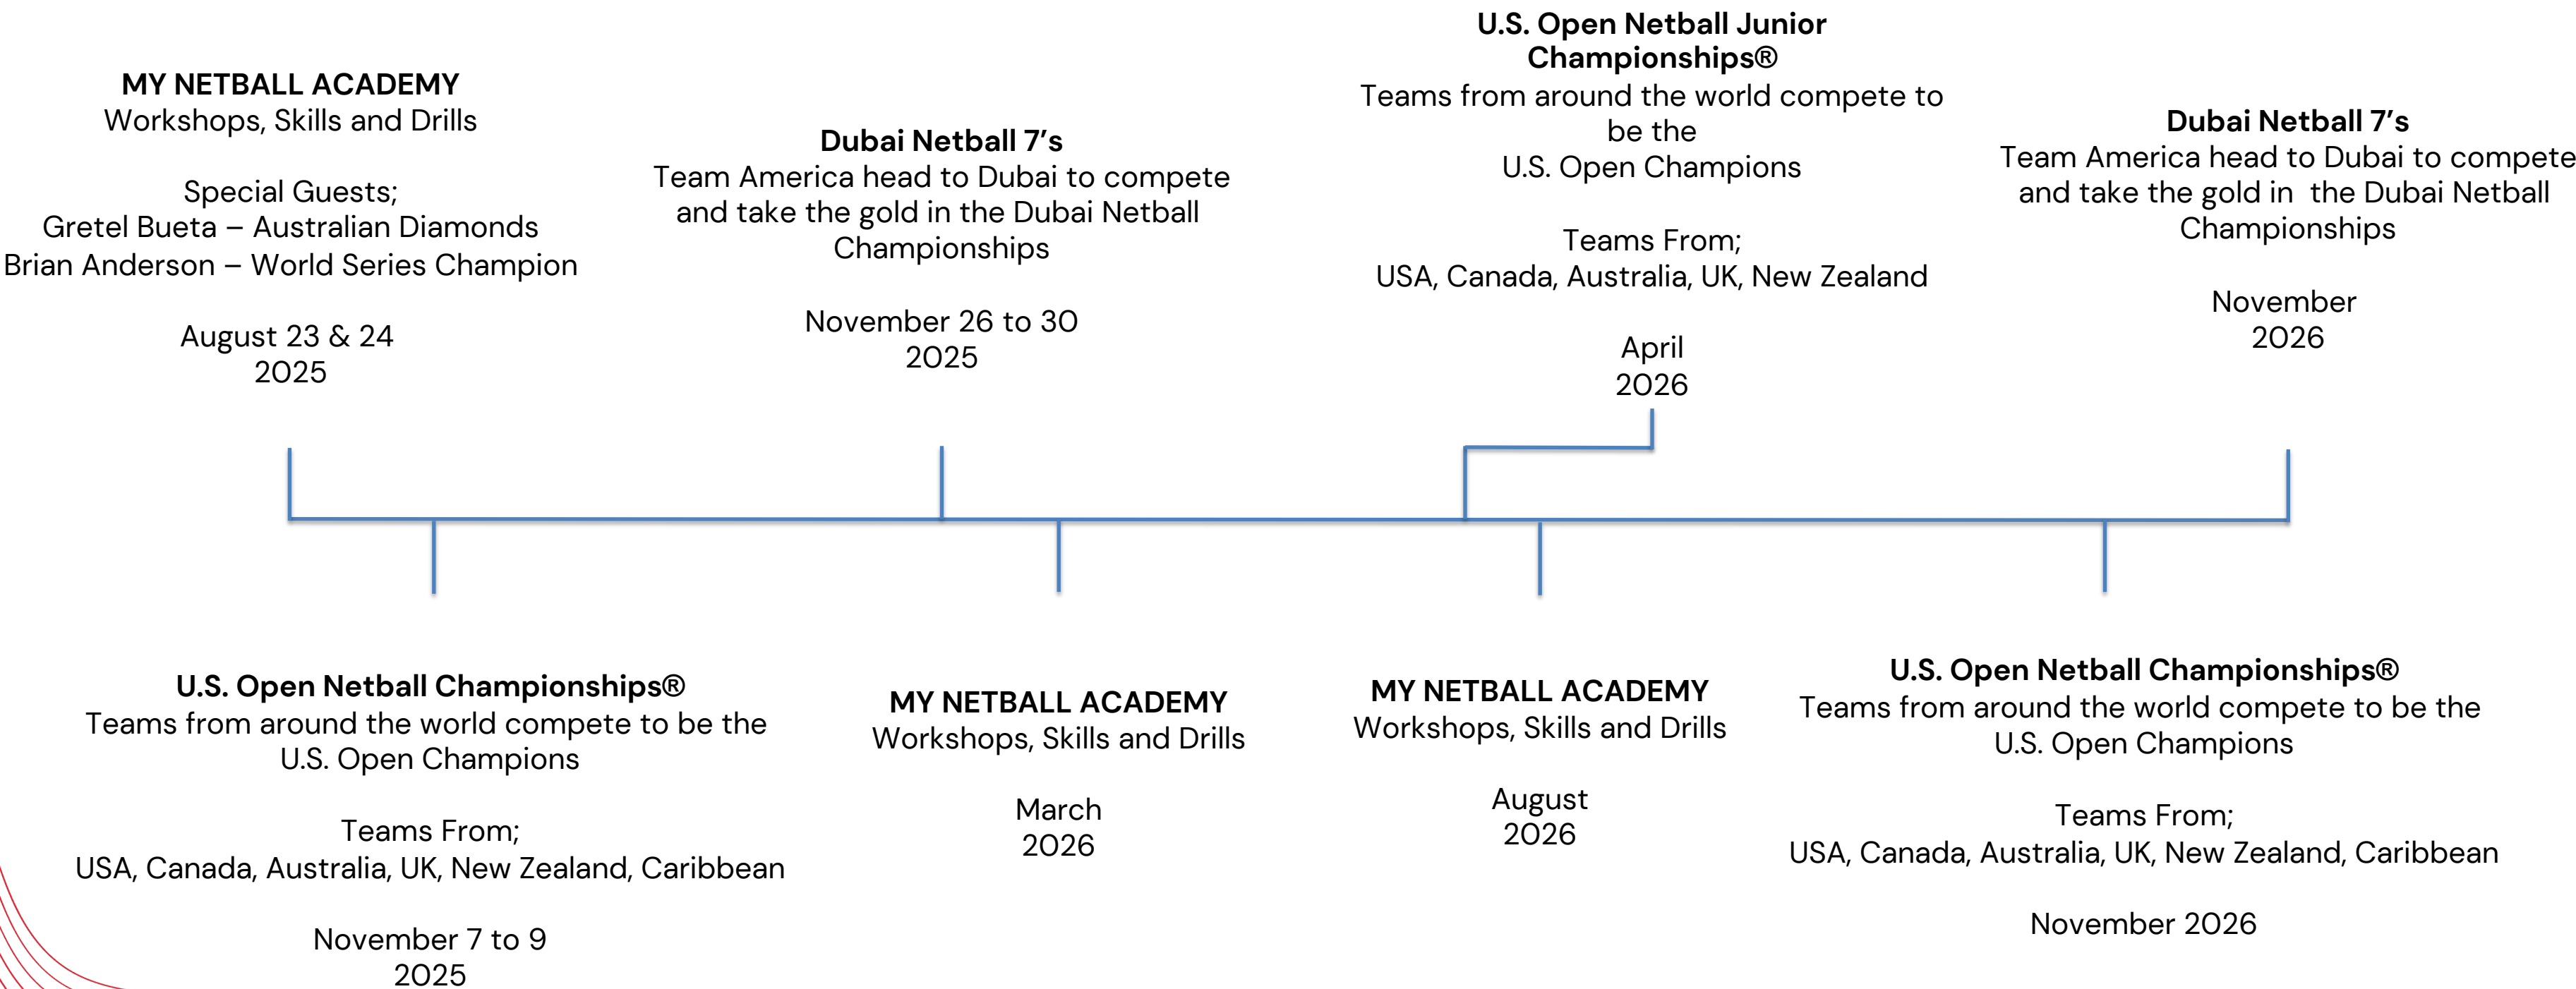 MY NETBALL ACADEMY
Workshops, Skills and Drills
Special Guests;
Gretel Bueta – Australian Diamonds
Brian Anderson – World Series Champion
August 23 & 24
2025
Dubai Netball 7’s
Team America head to Dubai to compete
and take the gold in the Dubai Netball
Championships
November 26 to 30
2025
U.S. Open Netball Junior
Championships®
Teams from around the world compete to
be the
U.S. Open Champions
Teams From;
USA, Canada, Australia, UK, New Zealand
April
2026
Dubai Netball 7’s
Team America head to Dubai to compete
and take the gold in  the Dubai Netball
Championships
November
2026
U.S. Open Netball Championships®
Teams from around the world compete to be the
U.S. Open Champions
Teams From;
USA, Canada, Australia, UK, New Zealand, Caribbean
November 7 to 9
2025
MY NETBALL ACADEMY
Workshops, Skills and Drills
March
2026
MY NETBALL ACADEMY
Workshops, Skills and Drills
August
2026
U.S. Open Netball Championships®
Teams from around the world compete to be the
U.S. Open Champions
Teams From;
USA, Canada, Australia, UK, New Zealand, Caribbean
November 2026